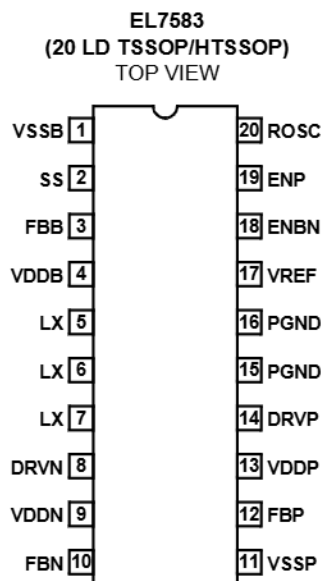 EL7583
(20 LD TSSOP/HTSSOP)
TOP VIEW
VSSB 1 20 ROSC
SS 2 19 ENP
FBB 3 18 ENBN
VDDB 4 17 VREF
LX 5 16 PGND
LX 6 15 PGND
LX 7 14 DRVP
DRVN 8 13 VDDP
VDDN 9 12 FBP
FBN 10 11 VSSP